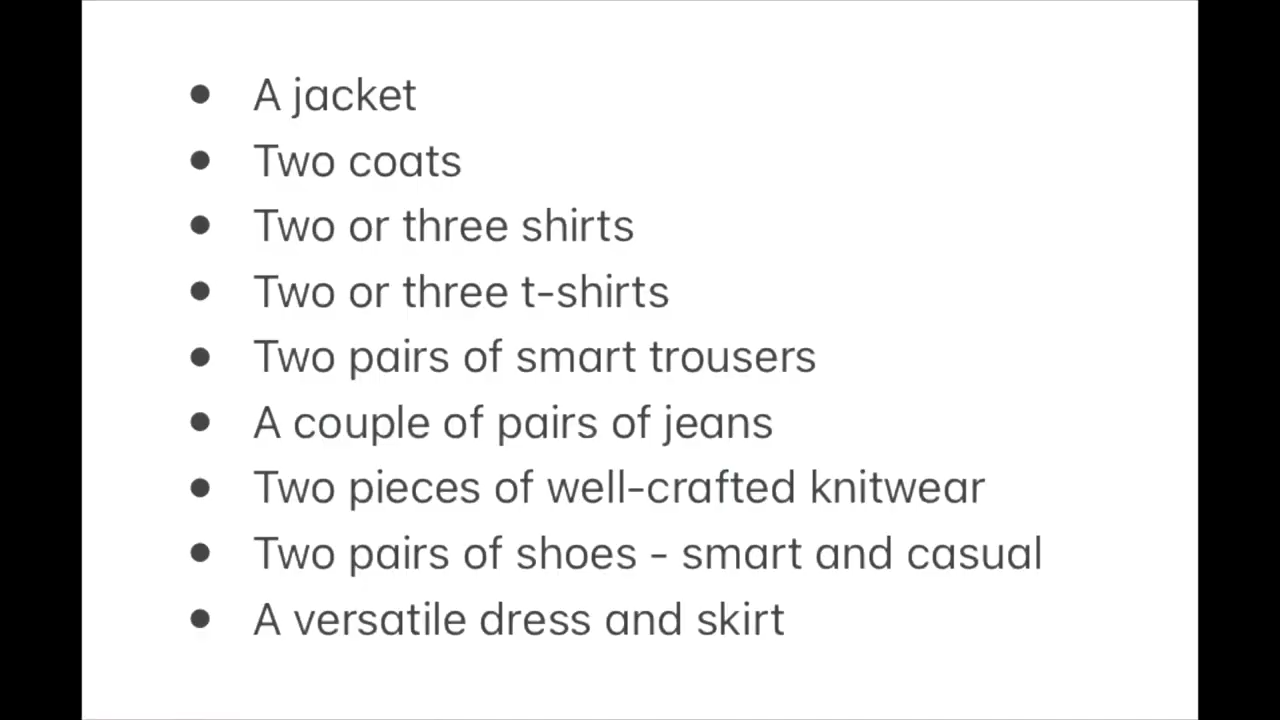 ● A jacket
● Two coats
● Two or three shirts
● Two or three t-shirts
● Two pairs of smart trousers
● A couple of pairs of jeans
● Two pieces of well-crafted knitwear
● Two pairs of shoes - smart and casual
● A versatile dress and skirt